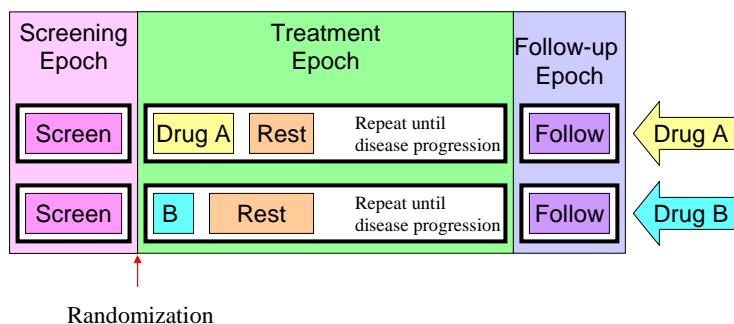 Screening
Epoch
Treatment
Epoch
Follow-up
Epoch
Screen
Drug A
Rest
Repeat until
disease progression
Follow
Drug A
Screen
B
Rest
Repeat until
disease progression
Follow
Drug B
Randomization